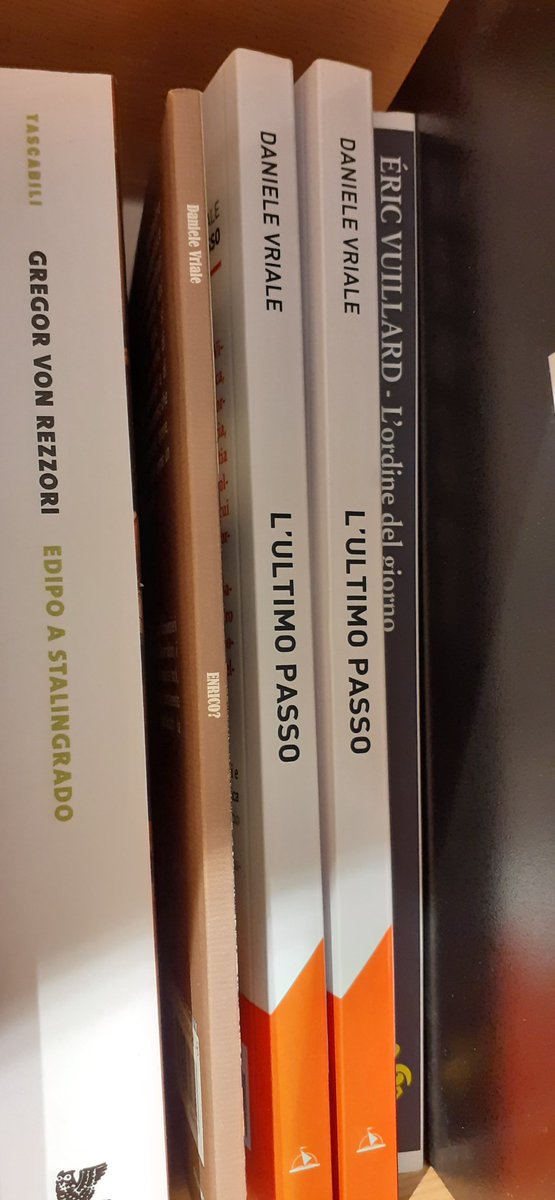 TASCABILI GREGOR VON REZZORI EDIPO A STALINGRADO
Daniele Vriale ENRICO?
DANIELE VRIALE L'ULTIMO PASSO
DANIELE VRIALE L'ULTIMO PASSO
ÉRIC VUILLARD - L'ordine del giorno